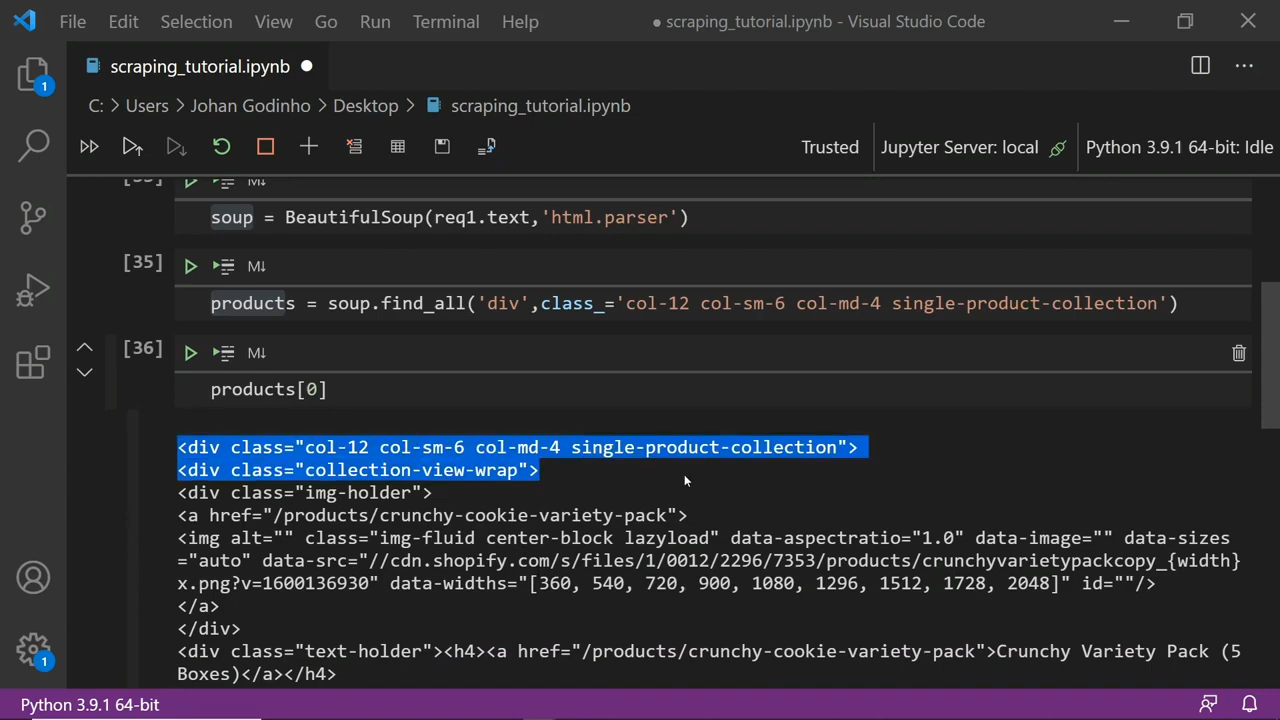 File Edit Selection View Go Run Terminal Help ● scraping_tutorial.ipynb - Visual Studio Code
scraping_tutorial.ipynb
1
C: > Users > Johan Godinho > Desktop > scraping_tutorial.ipynb
Trusted Jupyter Server: local Python 3.9.1 64-bit: Idle
[35] M↓
soup = BeautifulSoup(req1.text,'html.parser')
[35] M↓
products = soup.find_all('div',class_='col-12 col-sm-6 col-md-4 single-product-collection')
[36] M↓
products[0]
<div class="col-12 col-sm-6 col-md-4 single-product-collection">
<div class="collection-view-wrap">
<div class="img-holder">
<a href="/products/crunchy-cookie-variety-pack">
<img alt="" class="img-fluid center-block lazyload" data-aspectratio="1.0" data-image="" data-sizes
="auto" data-src="//cdn.shopify.com/s/files/1/0012/2296/7353/products/crunchyvarietypackcopy_{width}
x.png?v=1600136930" data-widths="[360, 540, 720, 900, 1080, 1296, 1512, 1728, 2048]" id=""/>
</a>
</div>
<div class="text-holder"><h4><a href="/products/crunchy-cookie-variety-pack">Crunchy Variety Pack (5
Boxes)</a></h4>
1
Python 3.9.1 64-bit